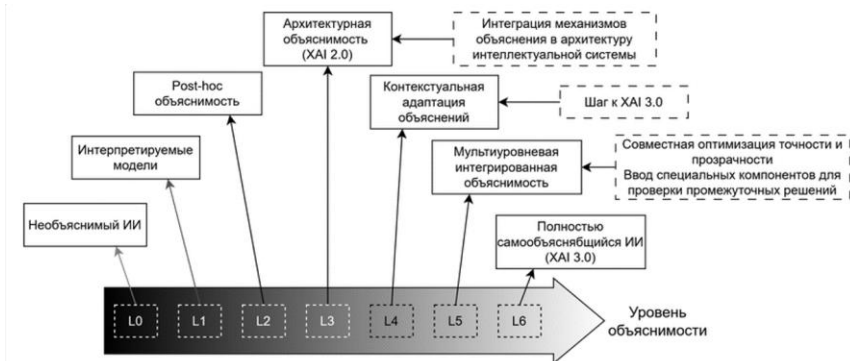 Архитектурная
объяснимость
(XAI 2.0)
Интеграция механизмов
объяснения в архитектуру
интеллектуальной системы
Post-hoc
объяснимость
Контекстуальная
адаптация
объяснений
Шаг к XAI 3.0
Интерпретируемые
модели
Мультиуровневая
интегрированная
объяснимость
Совместная оптимизация точности и
прозрачности
Ввод специальных компонентов для
проверки промежуточных решений
Необъяснимый ИИ
Полностью
самообъяснябщийся ИИ
(XAI 3.0)
L0 L1 L2 L3 L4 L5 L6
Уровень
объяснимости